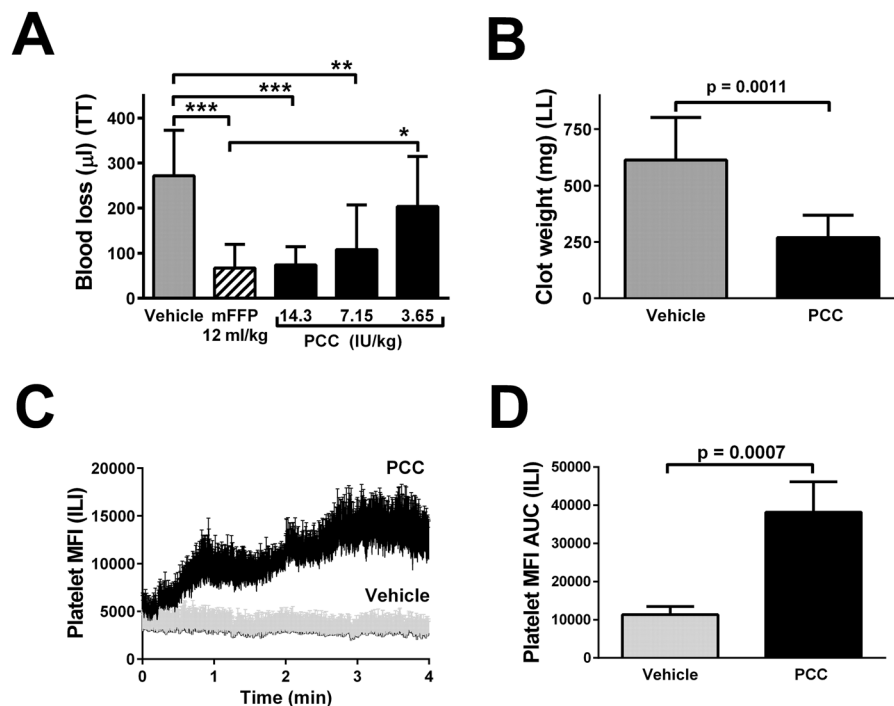 A
Blood loss (µl) (TT)
400
300
200
100
0
**
***
***
*
Vehicle
mFFP
12 ml/kg
14.3
7.15
3.65
PCC (IU/kg)
B
Clot weight (mg) (LL)
750
500
250
0
p = 0.0011
Vehicle
PCC
C
Platelet MFI (ILI)
20000
15000
10000
5000
0
PCC
Vehicle
0
1
2
3
4
Time (min)
D
Platelet MFI AUC (ILI)
50000
40000
30000
20000
10000
0
p = 0.0007
Vehicle
PCC